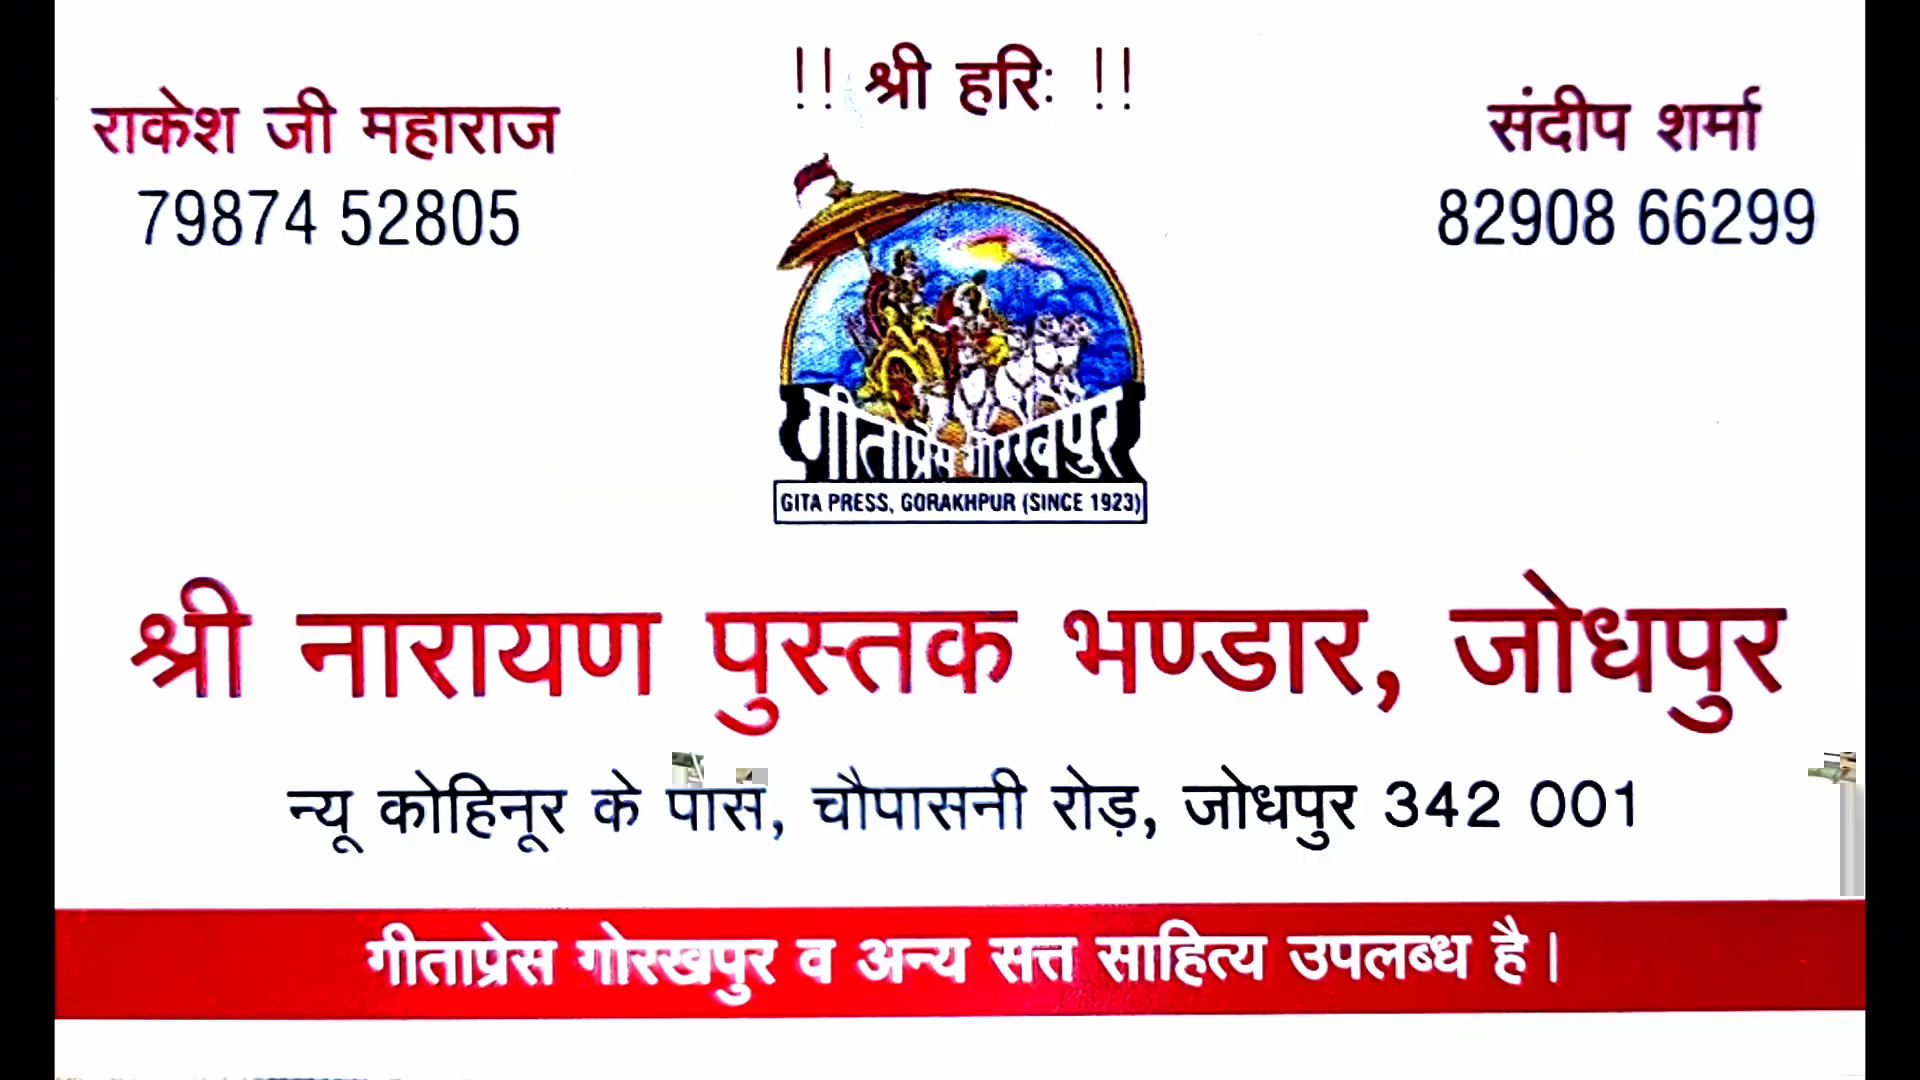 !! श्री हरिः !!
राकेश जी महाराज
79874 52805
संदीप शर्मा
82908 66299
गीताप्रेस गोरखपुर
GITA PRESS, GORAKHPUR (SINCE 1923)
श्री नारायण पुस्तक भण्डार, जोधपुर
न्यू कोहिनूर के पास, चौपासनी रोड़, जोधपुर 342 001
गीताप्रेस गोरखपुर व अन्य सत्त साहित्य उपलब्ध है।